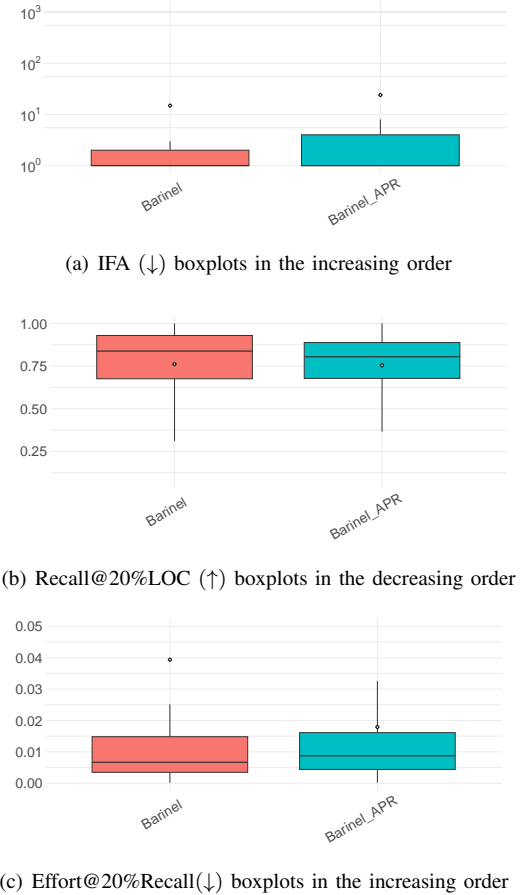 10³
10²
10¹
10⁰
Barinel
Barinel_APR
(a) IFA (↓) boxplots in the increasing order
1.00
0.75
0.50
0.25
Barinel
Barinel_APR
(b) Recall@20%LOC (↑) boxplots in the decreasing order
0.05
0.04
0.03
0.02
0.01
0.00
Barinel
Barinel_APR
(c) Effort@20%Recall(↓) boxplots in the increasing order